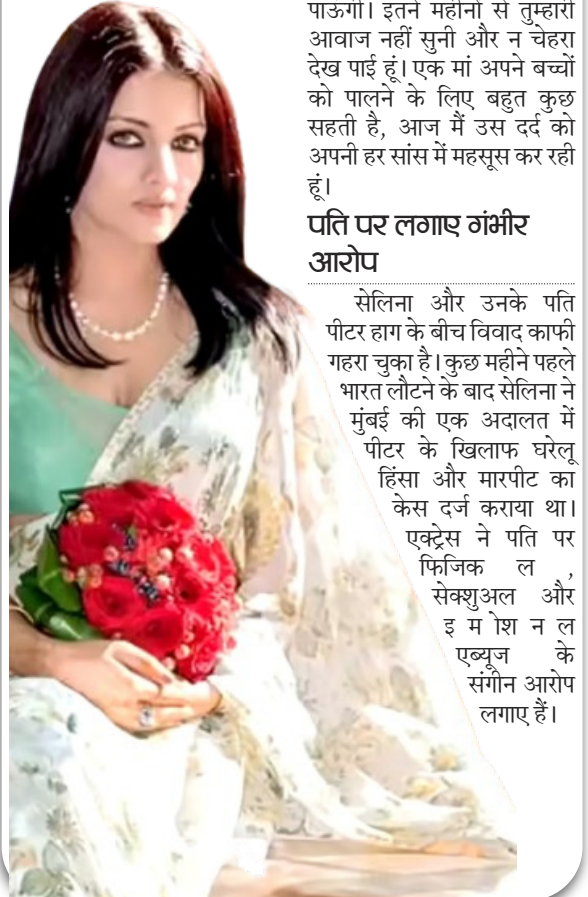 पाऊंगी। इतने महीनों से तुम्हारी
आवाज नहीं सुनी और न चेहरा
देख पाई हूं। एक मां अपने बच्चों
को पालने के लिए बहुत कुछ
सहती है, आज मैं उस दर्द को
अपनी हर सांस में महसूस कर रही
हूं।
पति पर लगाए गंभीर
आरोप
सेलिना और उनके पति
पीटर हाग के बीच विवाद काफी
गहरा चुका है। कुछ महीने पहले
भारत लौटने के बाद सेलिना ने
मुंबई की एक अदालत में
पीटर के खिलाफ घरेलू
हिंसा और मारपीट का
केस दर्ज कराया था।
एक्ट्रेस ने पति पर
फिजिक ल ,
सेक्शुअल और
इ म ोश न ल
एब्यूज के
संगीन आरोप
लगाए हैं।